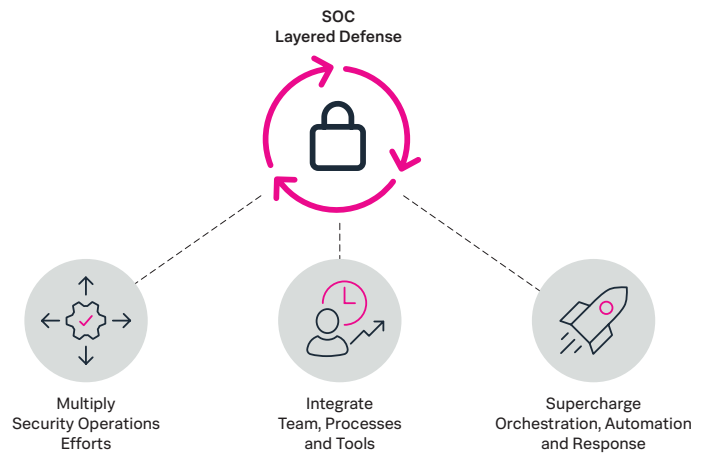 SOC
Layered Defense
Multiply
Security Operations
Efforts
Integrate
Team, Processes
and Tools
Supercharge
Orchestration, Automation
and Response